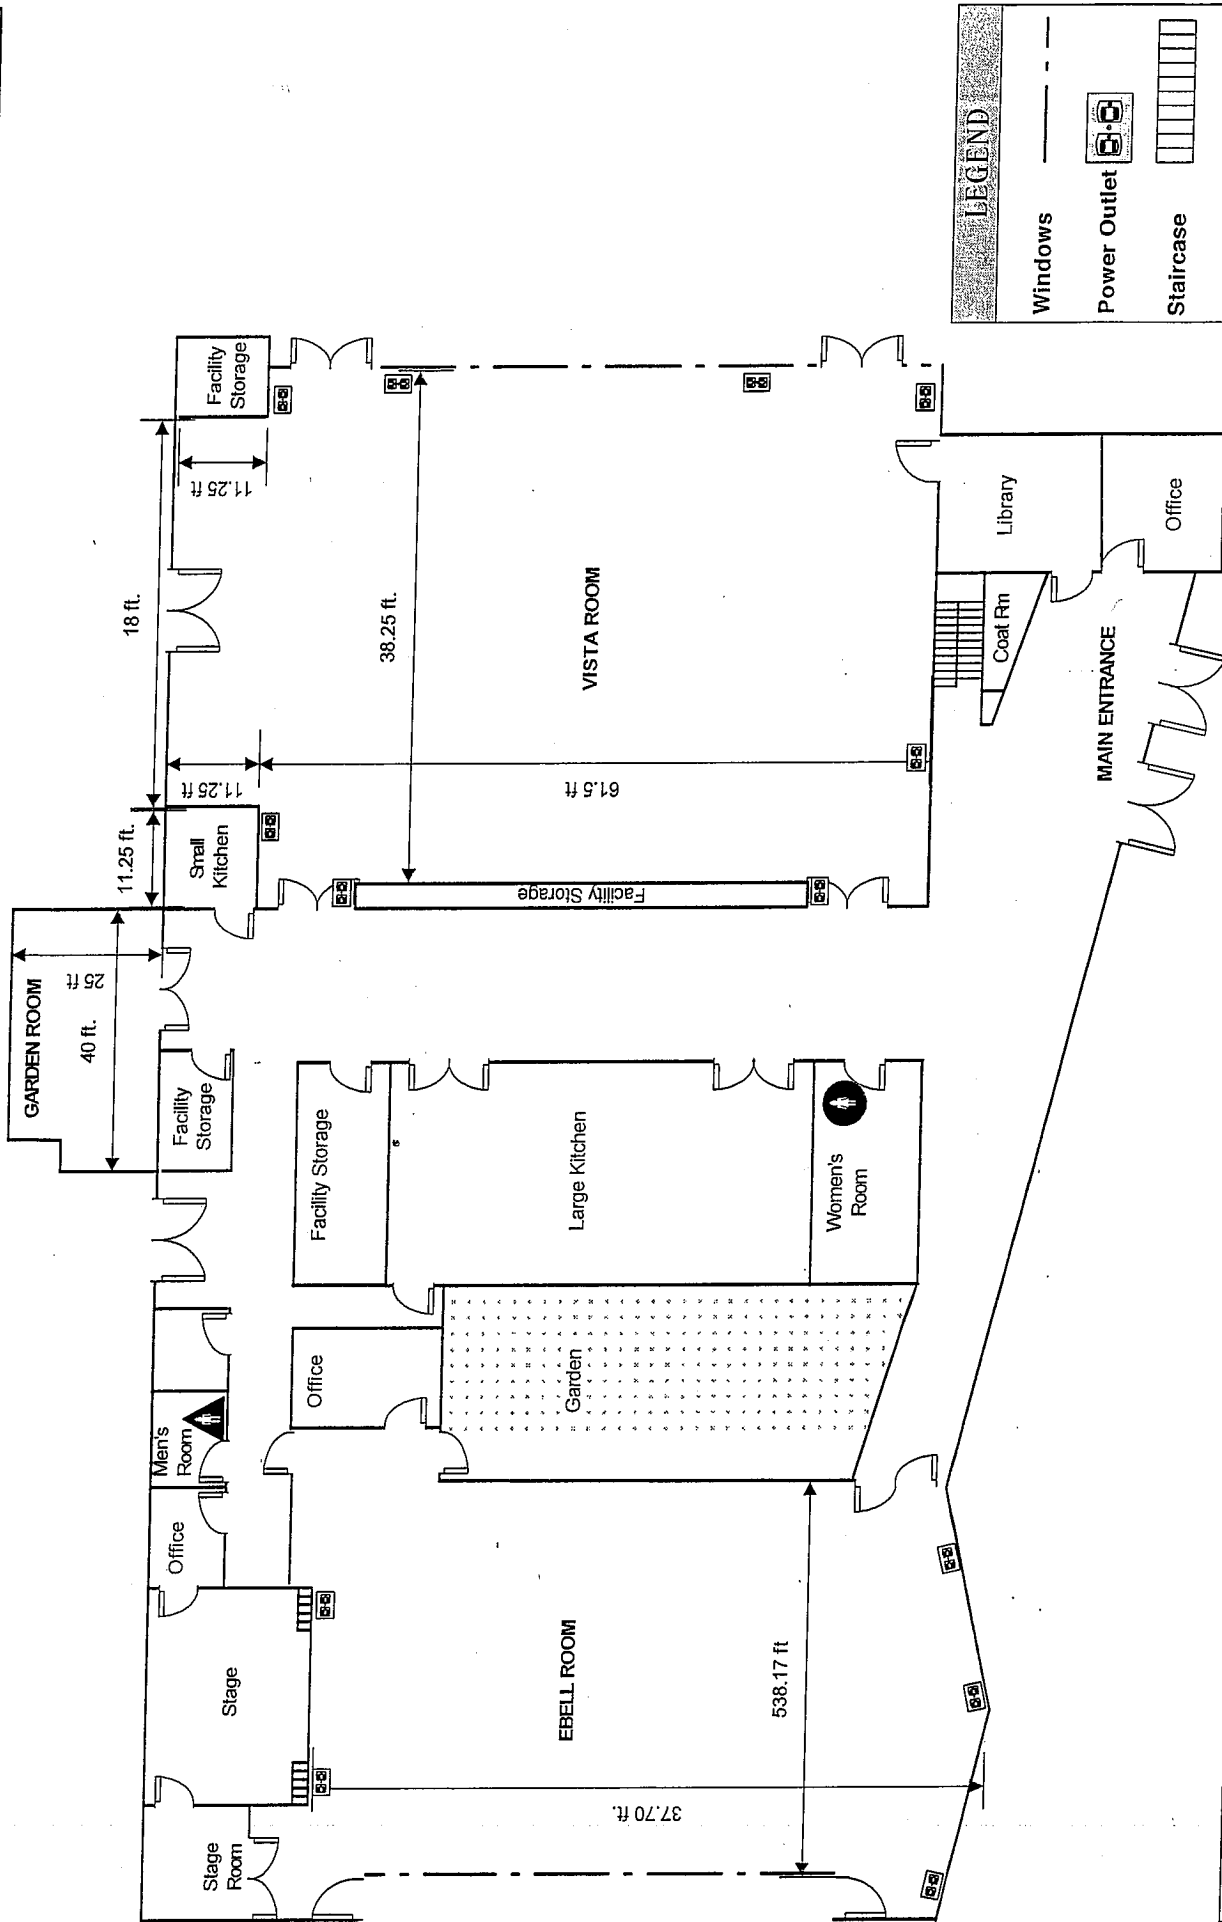 LEGEND
Windows
Power Outlet
Staircase
Facility
Storage
11.25 ft
18 ft.
38.25 ft.
VISTA ROOM
Library
Office
Coat Rm
MAIN ENTRANCE
11.25 ft
61.5 ft
11.25 ft.
Small
Kitchen
Facility Storage
GARDEN ROOM
25 ft
40 ft.
Facility
Storage
Facility Storage
Large Kitchen
Women's
Room
Office
Garden
Men's
Room
Office
Stage
EBELL ROOM
538.17 ft
37.70 ft.
Stage
Room